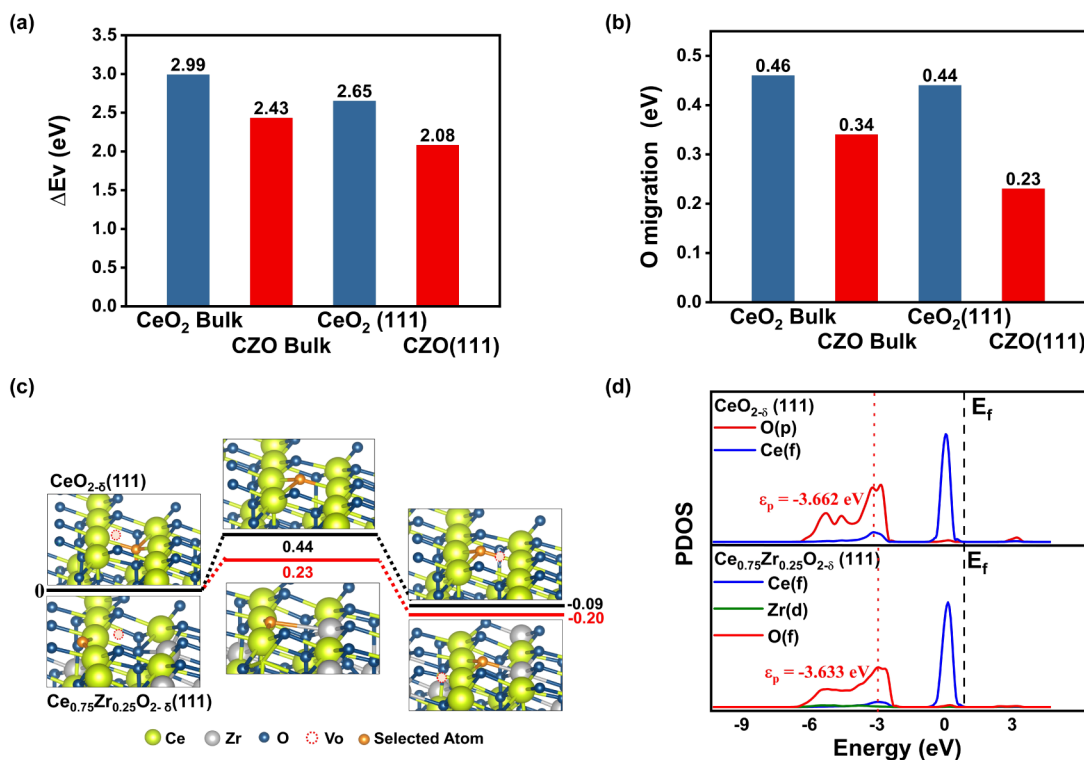 (a)
ΔEv (eV)
3.5
3.0
2.5
2.0
1.5
1.0
0.5
0.0
2.99
2.43
2.65
2.08
CeO₂ Bulk
CZO Bulk
CeO₂ (111)
CZO(111)
(b)
O migration (eV)
0.5
0.4
0.3
0.2
0.1
0.0
0.46
0.34
0.44
0.23
CeO₂ Bulk
CZO Bulk
CeO₂(111)
CZO(111)
(c)
CeO₂₋δ(111)
0
0.44
0.23
-0.09
-0.20
Ce₀.₇₅Zr₀.₂₅O₂₋ δ(111)
Ce Zr O Vo Selected Atom
(d)
PDOS
CeO₂₋δ (111)
O(p)
Ce(f)
εₚ = -3.662 eV
E_f
Ce₀.₇₅Zr₀.₂₅O₂₋δ (111)
Ce(f)
Zr(d)
O(f)
εₚ = -3.633 eV
E_f
-9 -6 -3 0 3
Energy (eV)